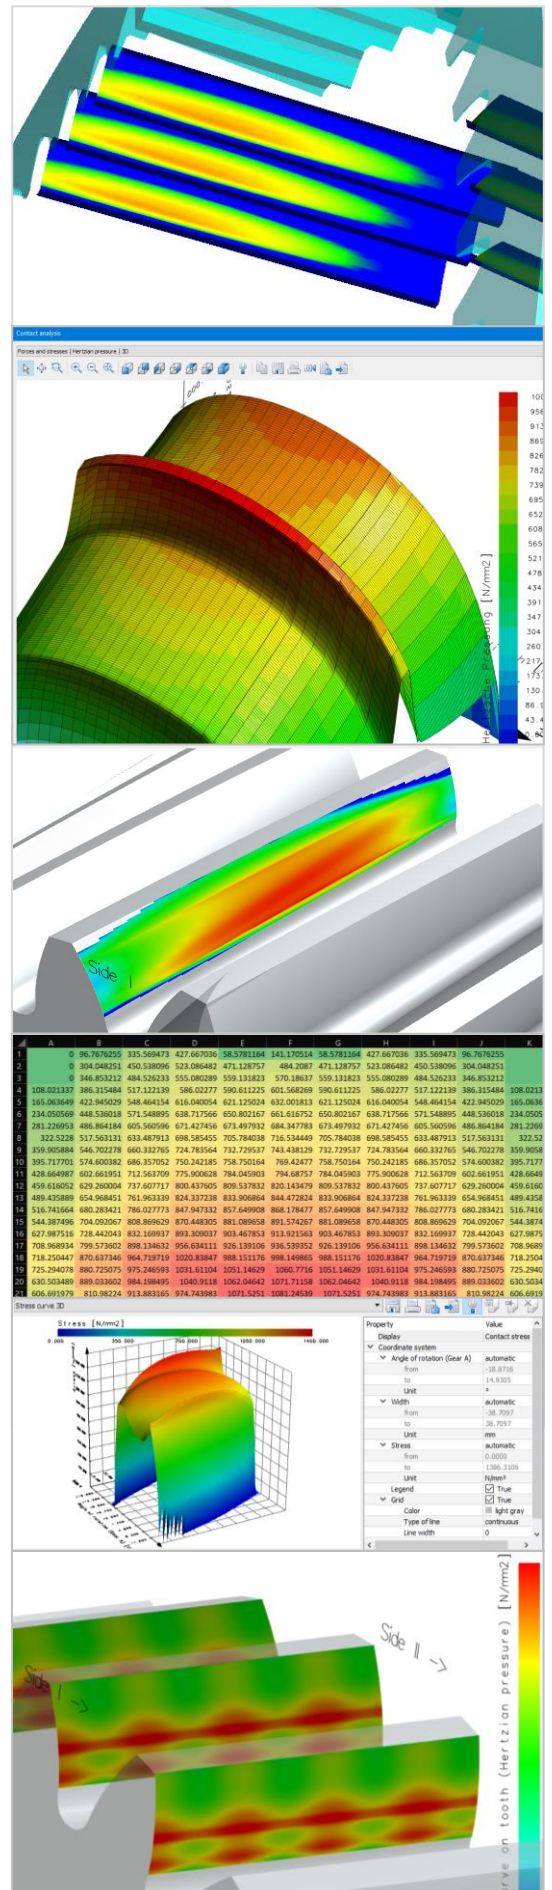 Contact analysis
Forces and stresses | Hertzian pressure | 3D
000.
100
956
913
869
826
782
739
695
652
608
565
521
478
434
391
347
304
260
217
173.
130.
Hertzsche Pressung [N/mm2]
Side I
A B C D E F G H I J K
1 0 96.7676255 335.569473 427.667036 58.5781164 141.170514 58.5781164 427.667036 335.569473 96.7676255
2 0 304.048251 450.538096 523.086482 471.128757 484.2087 471.128757 523.086482 450.538096 304.048251
3 0 346.853212 484.526233 555.080289 559.131823 570.18637 559.131823 555.080289 484.526233 346.853212
4 108.021337 386.315484 517.122139 586.02277 590.611225 601.568269 590.611225 586.02277 517.122139 386.315484 108.0213
5 165.063649 422.945029 548.464154 616.040054 621.125024 632.001813 621.125024 616.040054 548.464154 422.945029 165.0636
6 234.050569 448.536018 571.548895 638.717566 650.802167 661.616752 650.802167 638.717566 571.548895 448.536018 234.0505
7 281.226953 486.864184 605.560596 671.427456 673.497932 684.347783 673.497932 671.427456 605.560596 486.864184 281.2269
8 322.5228 517.563131 633.487913 698.585455 705.784038 716.534449 705.784038 698.585455 633.487913 517.563131 322.52
9 359.905884 546.702278 660.332765 724.783564 732.729537 743.438129 732.729537 724.783564 660.332765 546.702278 359.9058
10 395.717701 574.600382 686.357052 750.242185 758.750164 769.42477 758.750164 750.242185 686.357052 574.600382 395.7177
11 428.664987 602.661951 712.563709 775.900628 784.045903 794.68757 784.045903 775.900628 712.563709 602.661951 428.6649
12 459.616052 629.260004 737.607717 800.437605 809.537832 820.143479 809.537832 800.437605 737.607717 629.260004 459.6160
13 489.435889 654.968451 761.963339 824.337238 833.906864 844.472824 833.906864 824.337238 761.963339 654.968451 489.4358
14 516.741664 680.283421 786.027773 847.947332 857.649908 868.178477 857.649908 847.947332 786.027773 680.283421 516.7416
15 544.387496 704.092067 808.869629 870.448305 881.089658 891.574267 881.089658 870.448305 808.869629 704.092067 544.3874
16 627.987516 728.442043 832.169937 893.309276 903.467853 913.921563 903.467853 893.309276 832.169937 728.442043 627.9875
17 708.968934 799.573602 898.134632 956.634111 926.139106 936.539352 926.139106 956.634111 898.134632 799.573602 708.9689
18 718.250447 870.637346 964.719719 1020.83847 988.151176 998.149865 988.151176 1020.83847 964.719719 870.637346 718.2504
19 725.294078 880.725075 975.246593 1031.61104 1051.14629 1060.7716 1051.14629 1031.61104 975.246593 880.725075 725.2940
20 630.503489 889.033602 984.198495 1040.9118 1062.04642 1071.71158 1062.04642 1040.9118 984.198495 889.033602 630.5034
21 606.691979 810.98224 913.883165 974.743983 1071.5251 1081.24539 1071.5251 974.743983 913.883165 810.98224 606.6919
Stress curve 3D
Stress [N/mm2]
0.000 350.000 700.000 1050.000 1400.000
Property Value
Display Contact stress
Coordinate system
Angle of rotation (Gear A) automatic
from -18.8716
to 14.9305
Unit °
Width automatic
from -38.7097
to 38.7097
Unit mm
Stress automatic
from 0.0000
to 1386.3106
Unit N/mm²
Legend True
Grid True
Color light gray
Type of line continuous
Line width 0
Side I ->
Side II ->
rve on tooth (Hertzian pressure) [N/mm2]